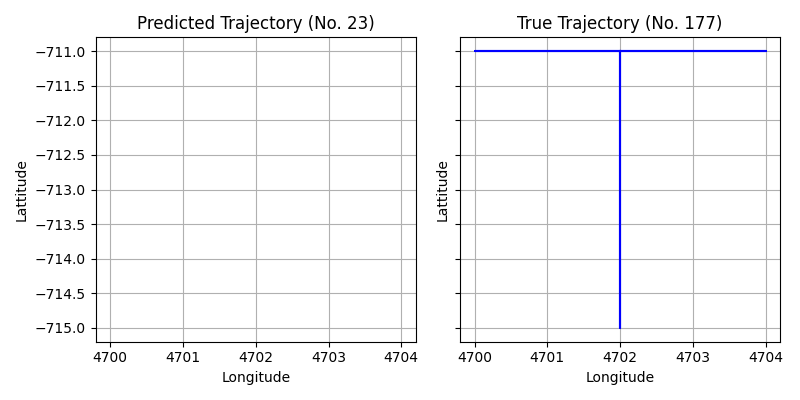 Predicted Trajectory (No. 23)
True Trajectory (No. 177)
−711.0
−711.5
−712.0
−712.5
−713.0
−713.5
−714.0
−714.5
−715.0
Lattitude
Lattitude
4700 4701 4702 4703 4704
4700 4701 4702 4703 4704
Longitude
Longitude